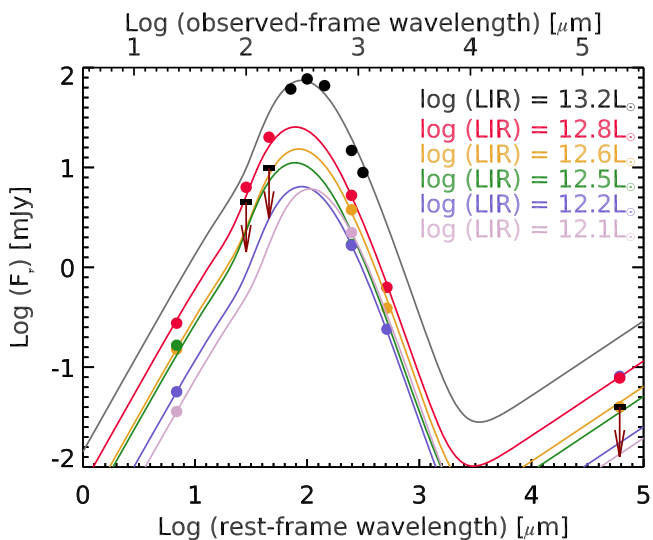 Log (observed-frame wavelength) [μm]
1 2 3 4 5
2
1
0
-1
-2
Log (Fν) [mJy]
log (LIR) = 13.2L☉
log (LIR) = 12.8L☉
log (LIR) = 12.6L☉
log (LIR) = 12.5L☉
log (LIR) = 12.2L☉
log (LIR) = 12.1L☉
0 1 2 3 4 5
Log (rest-frame wavelength) [μm]